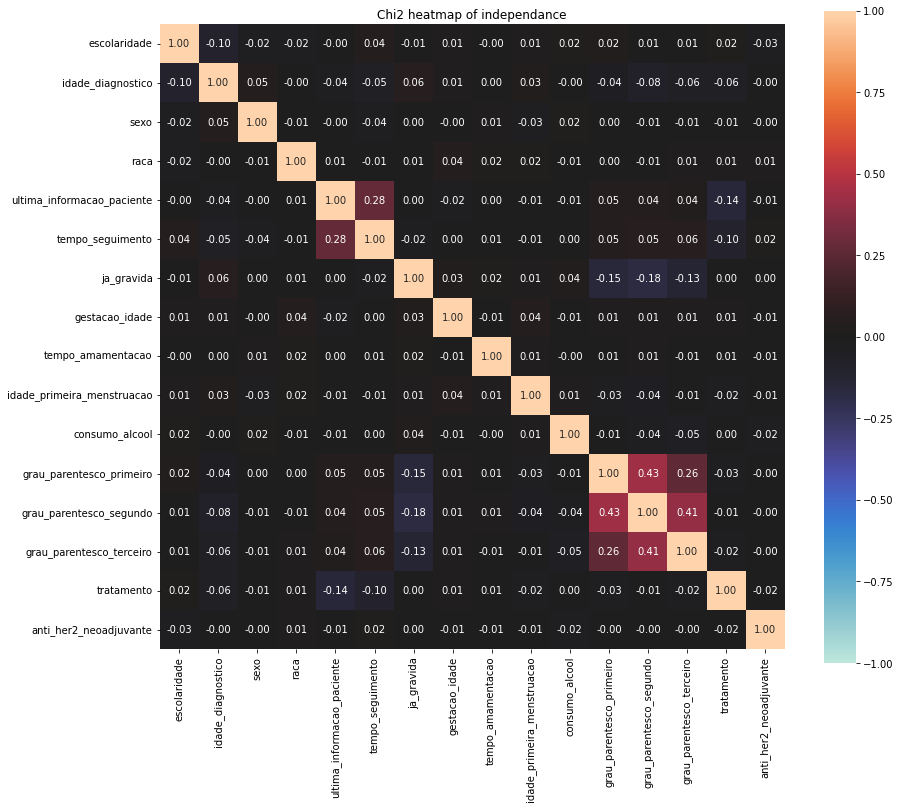 Chi2 heatmap of independance
escolaridade 1.00 -0.10 -0.02 -0.02 -0.00 0.04 -0.01 0.01 -0.00 0.01 0.02 0.02 0.01 0.01 0.02 -0.03
idade_diagnostico -0.10 1.00 0.05 -0.00 -0.04 -0.05 0.06 0.01 0.00 0.03 -0.00 -0.04 -0.08 -0.06 -0.06 -0.00
sexo -0.02 0.05 1.00 -0.01 -0.00 -0.04 0.00 -0.00 0.01 -0.03 0.02 0.00 -0.01 -0.01 -0.01 -0.00
raca -0.02 -0.00 -0.01 1.00 0.01 -0.01 0.01 0.04 0.02 0.02 -0.01 0.00 -0.01 0.01 0.01 0.01
ultima_informacao_paciente -0.00 -0.04 -0.00 0.01 1.00 0.28 0.00 -0.02 0.00 -0.01 -0.01 0.05 0.04 0.04 -0.14 -0.01
tempo_seguimento 0.04 -0.05 -0.04 -0.01 0.28 1.00 -0.02 0.00 0.01 -0.01 0.00 0.05 0.05 0.06 -0.10 0.02
ja_gravida -0.01 0.06 0.00 0.01 0.00 -0.02 1.00 0.03 0.02 0.01 0.04 -0.15 -0.18 -0.13 0.00 0.00
gestacao_idade 0.01 0.01 -0.00 0.04 -0.02 0.00 0.03 1.00 -0.01 0.04 -0.01 0.01 0.01 0.01 0.01 -0.01
tempo_amamentacao -0.00 0.00 0.01 0.02 0.00 0.01 0.02 -0.01 1.00 0.01 -0.00 0.01 0.01 -0.01 0.01 -0.01
idade_primeira_menstruacao 0.01 0.03 -0.03 0.02 -0.01 -0.01 0.01 0.04 0.01 1.00 0.01 -0.03 -0.04 -0.01 -0.02 -0.01
consumo_alcool 0.02 -0.00 0.02 -0.01 -0.01 0.00 0.04 -0.01 -0.00 0.01 1.00 -0.01 -0.04 -0.05 0.00 -0.02
grau_parentesco_primeiro 0.02 -0.04 0.00 0.00 0.05 0.05 -0.15 0.01 0.01 -0.03 -0.01 1.00 0.43 0.26 -0.03 -0.00
grau_parentesco_segundo 0.01 -0.08 -0.01 -0.01 0.04 0.05 -0.18 0.01 0.01 -0.04 -0.04 0.43 1.00 0.41 -0.01 -0.00
grau_parentesco_terceiro 0.01 -0.06 -0.01 0.01 0.04 0.06 -0.13 0.01 -0.01 -0.01 -0.05 0.26 0.41 1.00 -0.02 -0.00
tratamento 0.02 -0.06 -0.01 0.01 -0.14 -0.10 0.00 0.01 0.01 -0.02 0.00 -0.03 -0.01 -0.02 1.00 -0.02
anti_her2_neoadjuvante -0.03 -0.00 -0.00 0.01 -0.01 0.02 0.00 -0.01 -0.01 -0.01 -0.02 -0.00 -0.00 -0.00 -0.02 1.00
escolaridade
idade_diagnostico
sexo
raca
ultima_informacao_paciente
tempo_seguimento
ja_gravida
gestacao_idade
tempo_amamentacao
idade_primeira_menstruacao
consumo_alcool
grau_parentesco_primeiro
grau_parentesco_segundo
grau_parentesco_terceiro
tratamento
anti_her2_neoadjuvante
1.00
0.75
0.50
0.25
0.00
−0.25
−0.50
−0.75
−1.00